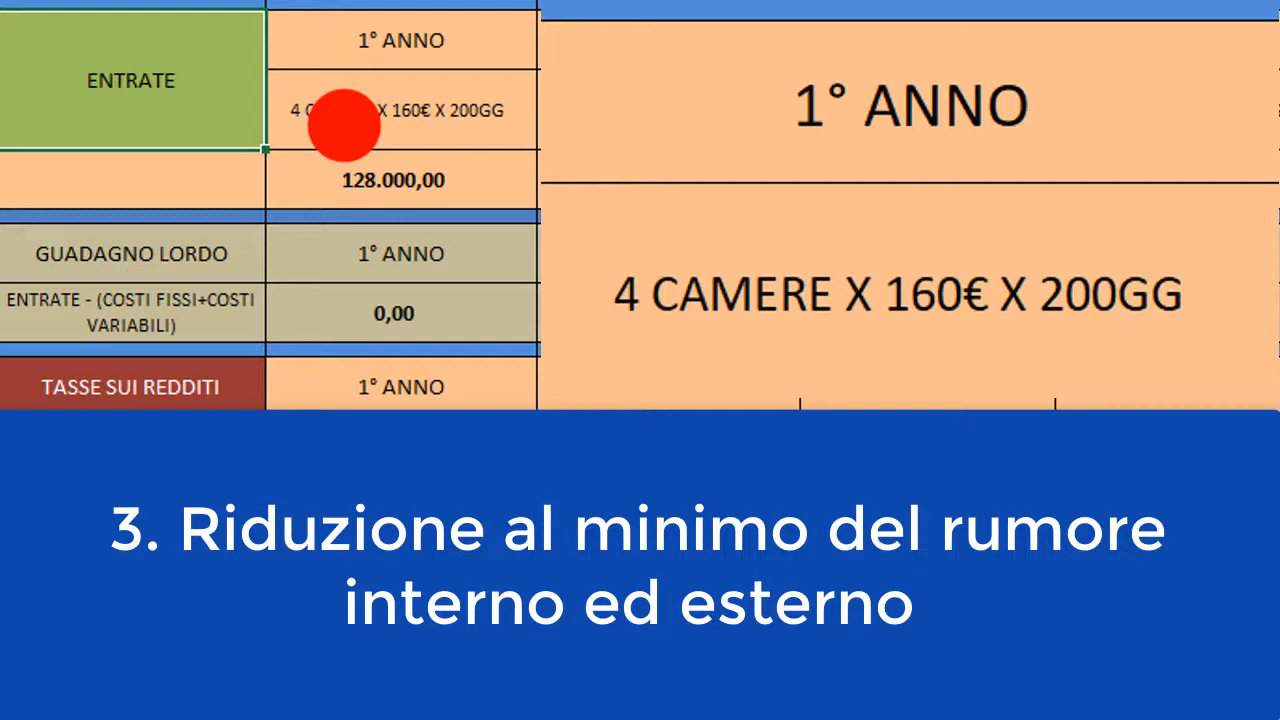 ENTRATE
1° ANNO
4 X 160€ X 200GG
128.000,00
GUADAGNO LORDO
1° ANNO
ENTRATE - (COSTI FISSI+COSTI
VARIABILI)
0,00
TASSE SUI REDDITI
1° ANNO
1° ANNO
4 CAMERE X 160€ X 200GG
3. Riduzione al minimo del rumore
interno ed esterno